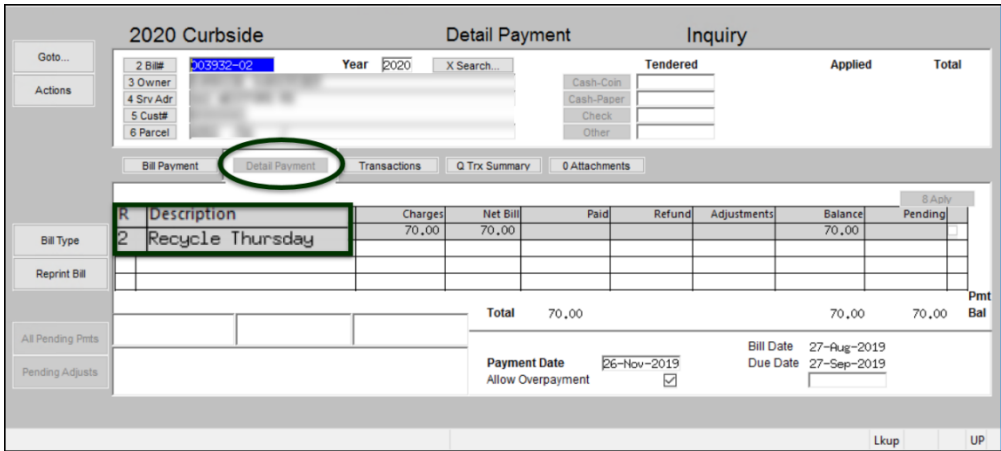 2020 Curbside Detail Payment Inquiry
Goto...
Actions
2 Bill# 003932-02 Year 2020 X Search... Tendered Applied Total
3 Owner Cash-Coin
4 Srv Adr Cash-Paper
5 Cust# Check
6 Parcel Other
Bill Payment Detail Payment Transactions Q Trx Summary 0 Attachments
8 Aply
R Description Charges Net Bill Paid Refund Adjustments Balance Pending
2 Recycle Thursday 70.00 70.00 70.00
Bill Type
Reprint Bill
Pmt
Total 70.00 70.00 70.00 Bal
All Pending Pmts
Pending Adjusts
Bill Date 27-Aug-2019
Payment Date 26-Nov-2019 Due Date 27-Sep-2019
Allow Overpayment
Lkup UP